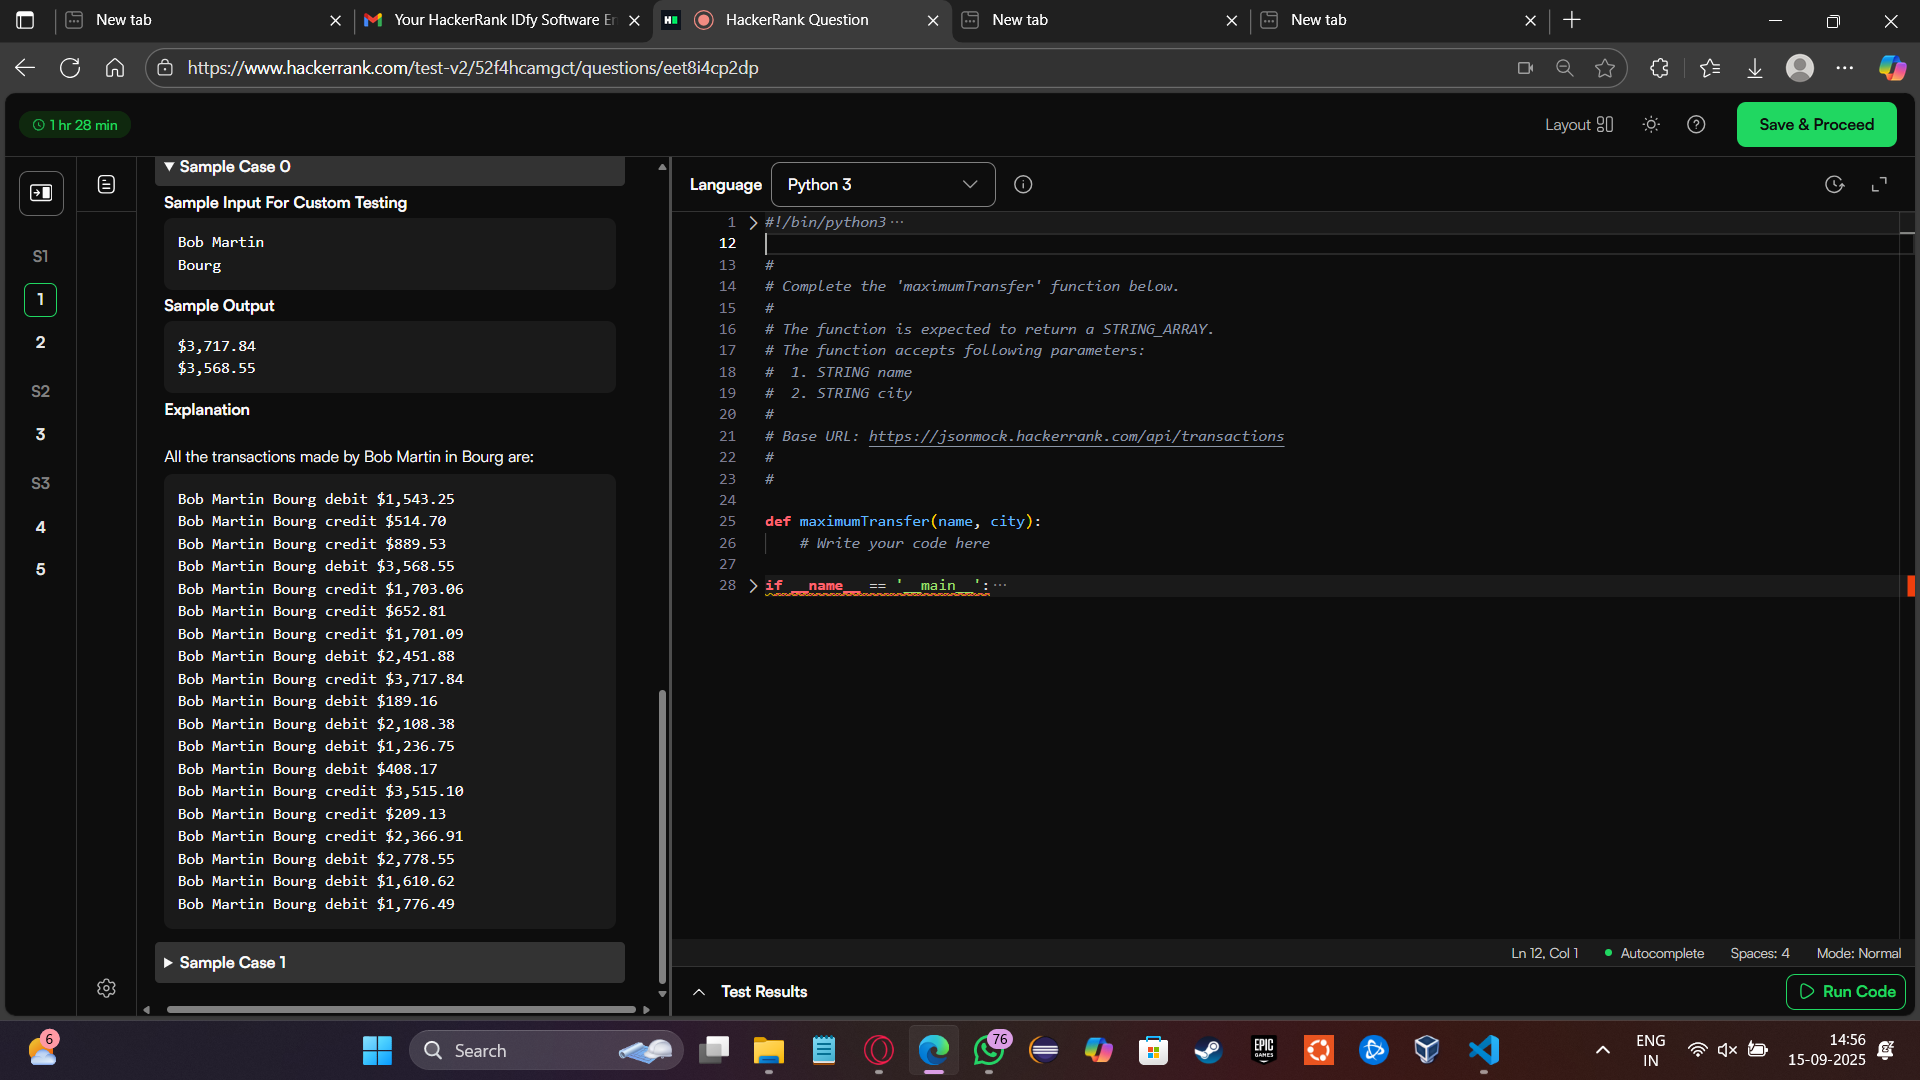 New tab
Your HackerRank IDfy Software En
HackerRank Question
New tab
New tab
https://www.hackerrank.com/test-v2/52f4hcamgct/questions/eet8i4cp2dp
1 hr 28 min
Layout
Save & Proceed
Sample Case 0
Sample Input For Custom Testing
Bob Martin
Bourg
Sample Output
$3,717.84
$3,568.55
Explanation
All the transactions made by Bob Martin in Bourg are:
Bob Martin Bourg debit $1,543.25
Bob Martin Bourg credit $514.70
Bob Martin Bourg credit $889.53
Bob Martin Bourg debit $3,568.55
Bob Martin Bourg credit $1,703.06
Bob Martin Bourg credit $652.81
Bob Martin Bourg credit $1,701.09
Bob Martin Bourg debit $2,451.88
Bob Martin Bourg credit $3,717.84
Bob Martin Bourg debit $189.16
Bob Martin Bourg debit $2,108.38
Bob Martin Bourg debit $1,236.75
Bob Martin Bourg debit $408.17
Bob Martin Bourg credit $3,515.10
Bob Martin Bourg credit $209.13
Bob Martin Bourg credit $2,366.91
Bob Martin Bourg debit $2,778.55
Bob Martin Bourg debit $1,610.62
Bob Martin Bourg debit $1,776.49
Sample Case 1
S1
1
2
S2
3
S3
4
5
Language
Python 3
1 #!/bin/python3 ···
12
13 #
14 # Complete the 'maximumTransfer' function below.
15 #
16 # The function is expected to return a STRING_ARRAY.
17 # The function accepts following parameters:
18 #  1. STRING name
19 #  2. STRING city
20 #
21 # Base URL: https://jsonmock.hackerrank.com/api/transactions
22 #
23 #
24
25 def maximumTransfer(name, city):
26     # Write your code here
27
28 if __name__ == '__main__': ···
Ln 12, Col 1
Autocomplete
Spaces: 4
Mode: Normal
Test Results
Run Code
6
Search
76
EPIC GAMES
ENG
IN
14:56
15-09-2025